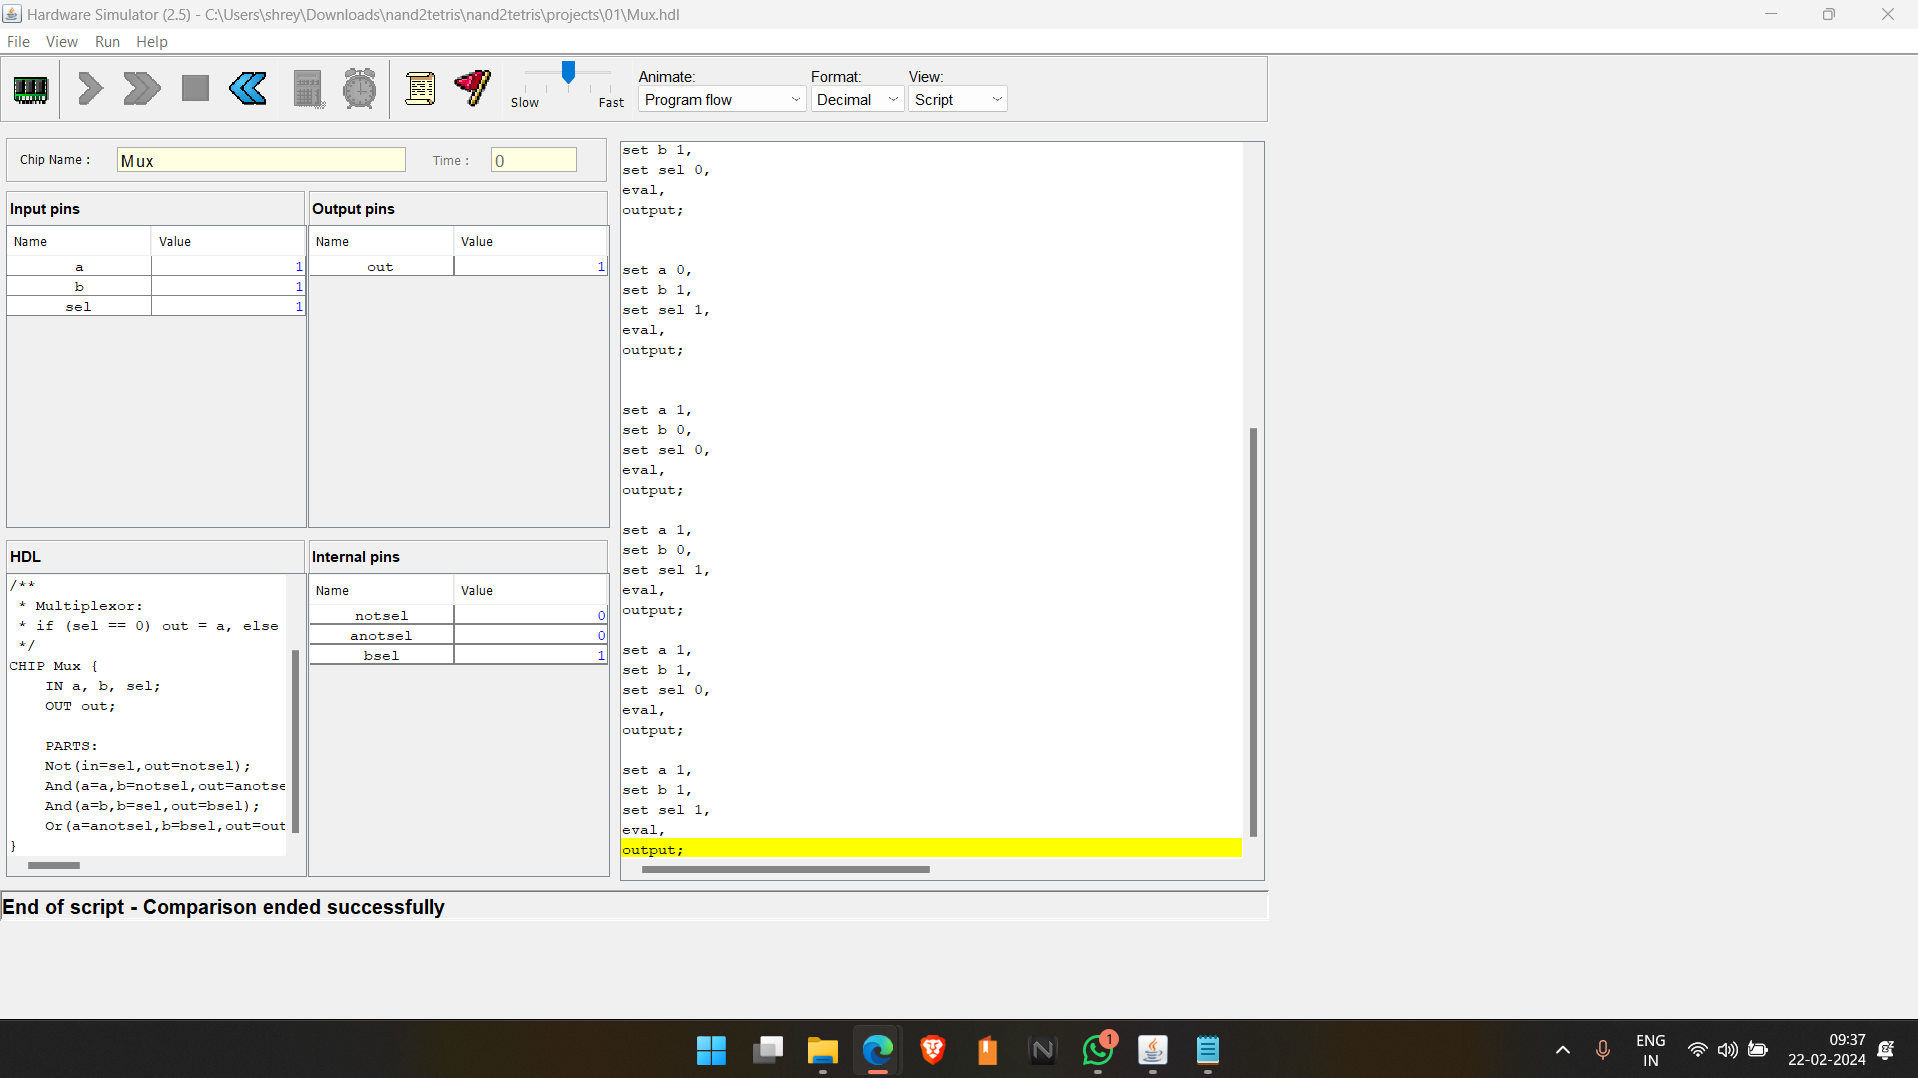 Hardware Simulator (2.5) - C:\Users\shrey\Downloads\nand2tetris\nand2tetris\projects\01\Mux.hdl
File View Run Help
Slow Fast
Animate: Format: View:
Program flow Decimal Script
Chip Name : Mux Time : 0
Input pins
Name Value
a 1
b 1
sel 1
Output pins
Name Value
out 1
HDL
/**
* Multiplexor:
* if (sel == 0) out = a, else
*/
CHIP Mux {
IN a, b, sel;
OUT out;
PARTS:
Not(in=sel,out=notsel);
And(a=a,b=notsel,out=anotse
And(a=b,b=sel,out=bsel);
Or(a=anotsel,b=bsel,out=out
}
Internal pins
Name Value
notsel 0
anotsel 0
bsel 1
set b 1,
set sel 0,
eval,
output;
set a 0,
set b 1,
set sel 1,
eval,
output;
set a 1,
set b 0,
set sel 0,
eval,
output;
set a 1,
set b 0,
set sel 1,
eval,
output;
set a 1,
set b 1,
set sel 0,
eval,
output;
set a 1,
set b 1,
set sel 1,
eval,
output;
End of script - Comparison ended successfully
1
ENG
IN
09:37
22-02-2024